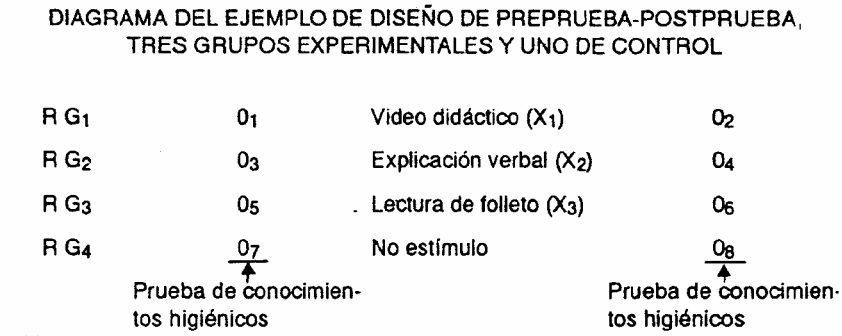 DIAGRAMA DEL EJEMPLO DE DISEÑO DE PREPRUEBA-POSTPRUEBA,
TRES GRUPOS EXPERIMENTALES Y UNO DE CONTROL
R G1 01 Video didáctico (X1) 02
R G2 03 Explicación verbal (X2) 04
R G3 05 Lectura de folleto (X3) 06
R G4 07 No estímulo 08
Prueba de conocimien- Prueba de conocimien-
tos higiénicos tos higiénicos